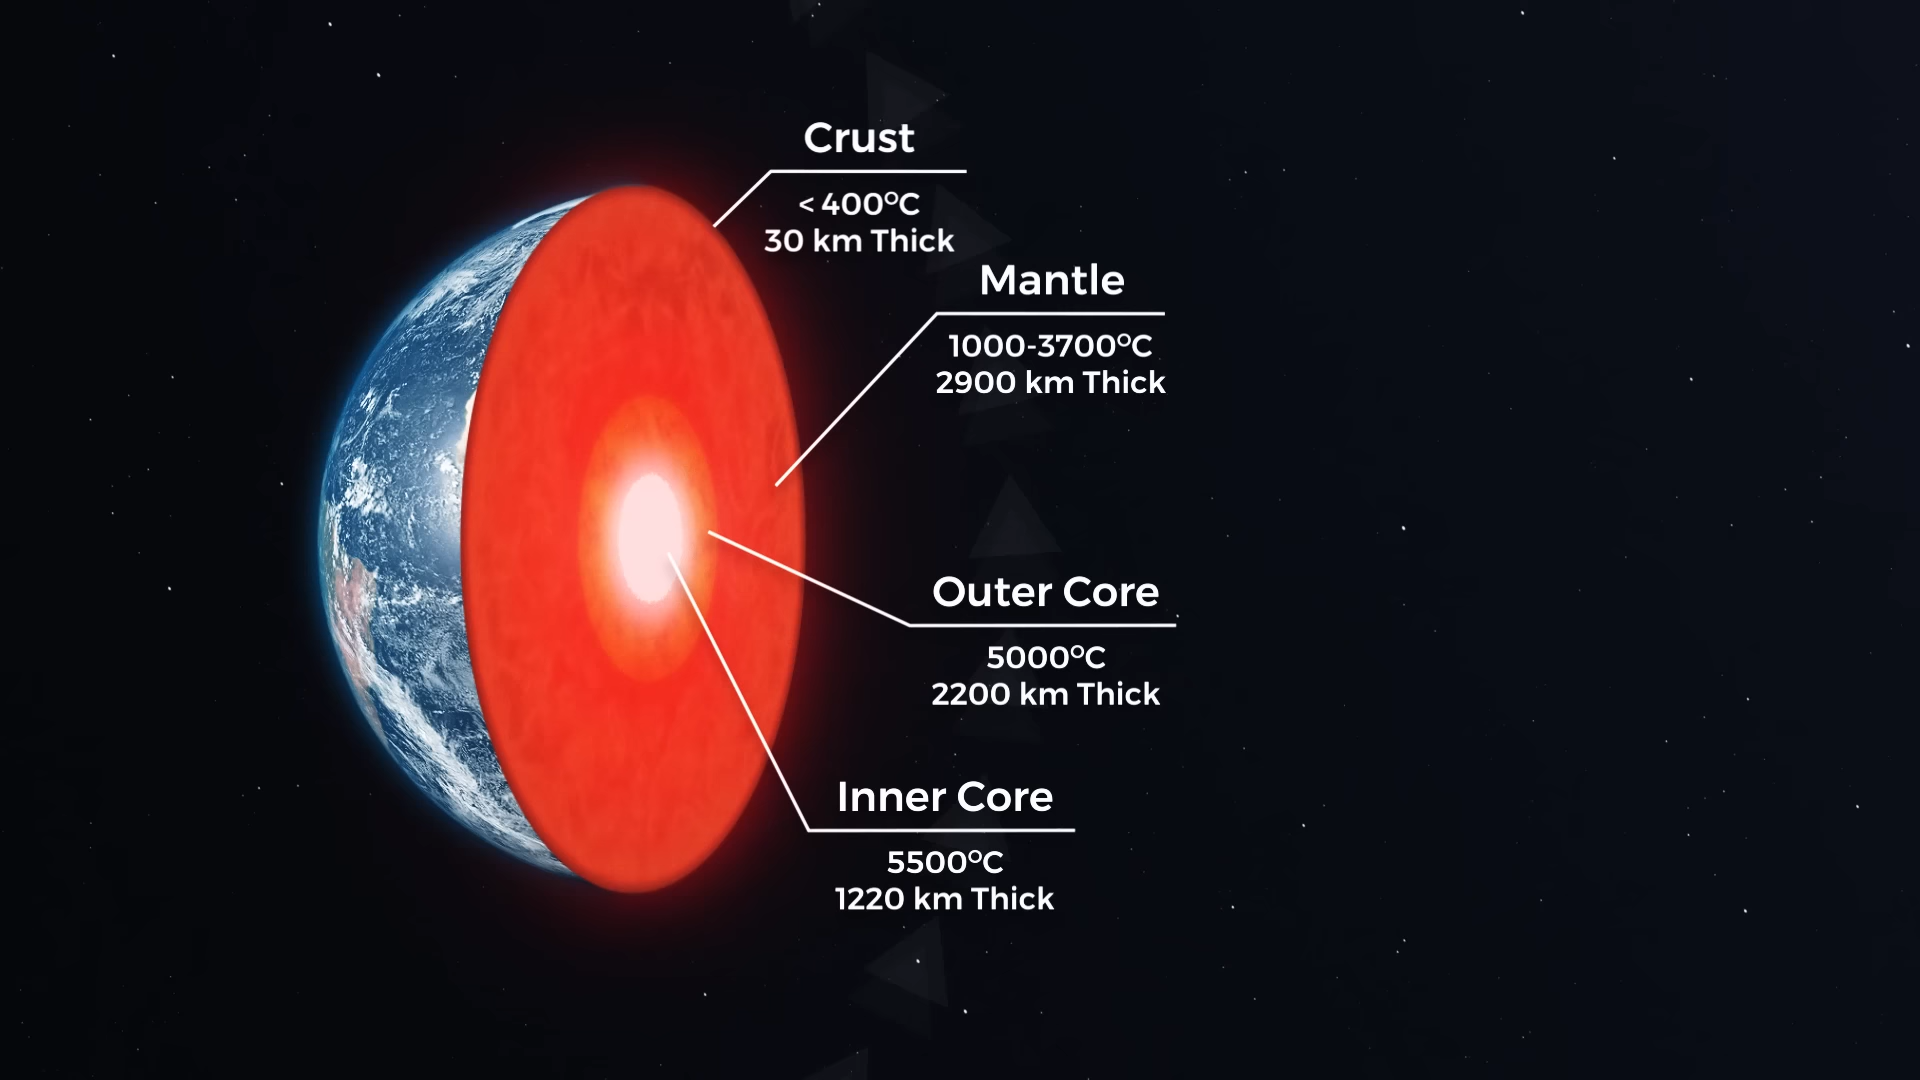 Crust
< 400°C
30 km Thick
Mantle
1000-3700°C
2900 km Thick
Outer Core
5000°C
2200 km Thick
Inner Core
5500°C
1220 km Thick